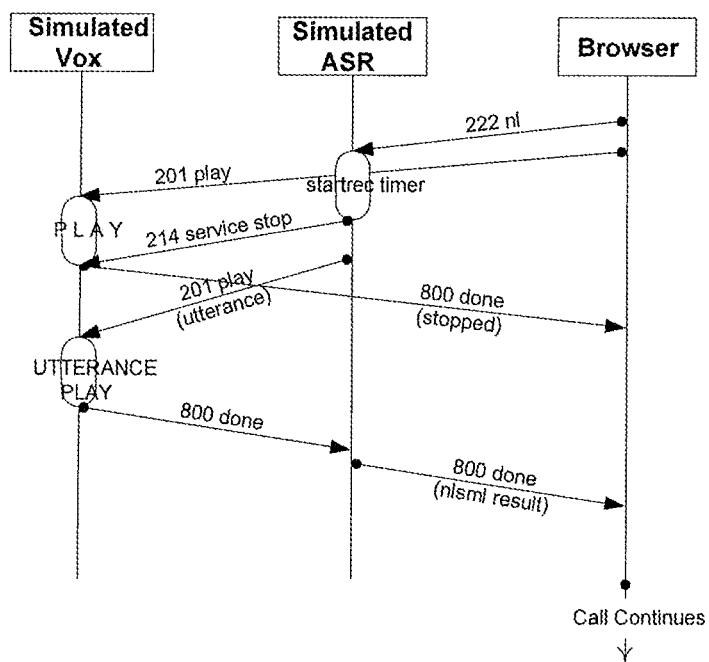 Simulated
Vox
Simulated
ASR
Browser
222 nl
201 play
startrec timer
P L A Y
214 service stop
201 play
(utterance)
800 done
(stopped)
UTTERANCE
PLAY
800 done
800 done
(nlsml result)
Call Continues